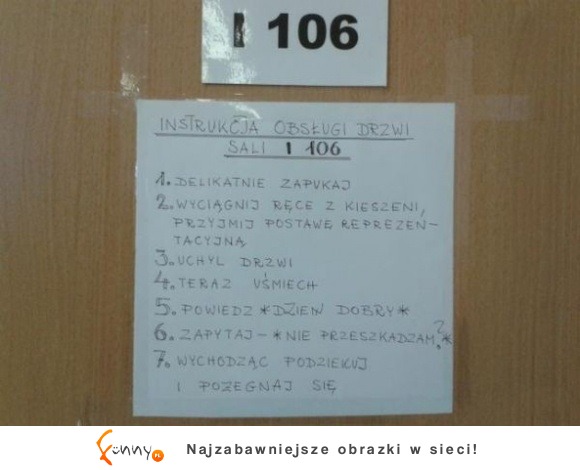 I 106
INSTRUKCJA OBSŁUGI DRZWI
SALI I 106
1. DELIKATNIE ZAPUKAJ
2. WYCIĄGNIJ RĘCE Z KIESZENI,
PRZYJMIJ POSTAWĘ REPREZEN-
TACYJNĄ
3. UCHYL DRZWI
4. TERAZ UŚMIECH
5. POWIEDZ *DZIEŃ DOBRY*
6. ZAPYTAJ - *NIE PRZESZKADZAM?*
7. WYCHODZĄC PODZIĘKUJ
I POŻEGNAJ SIĘ
funny.pl Najzabawniejsze obrazki w sieci!